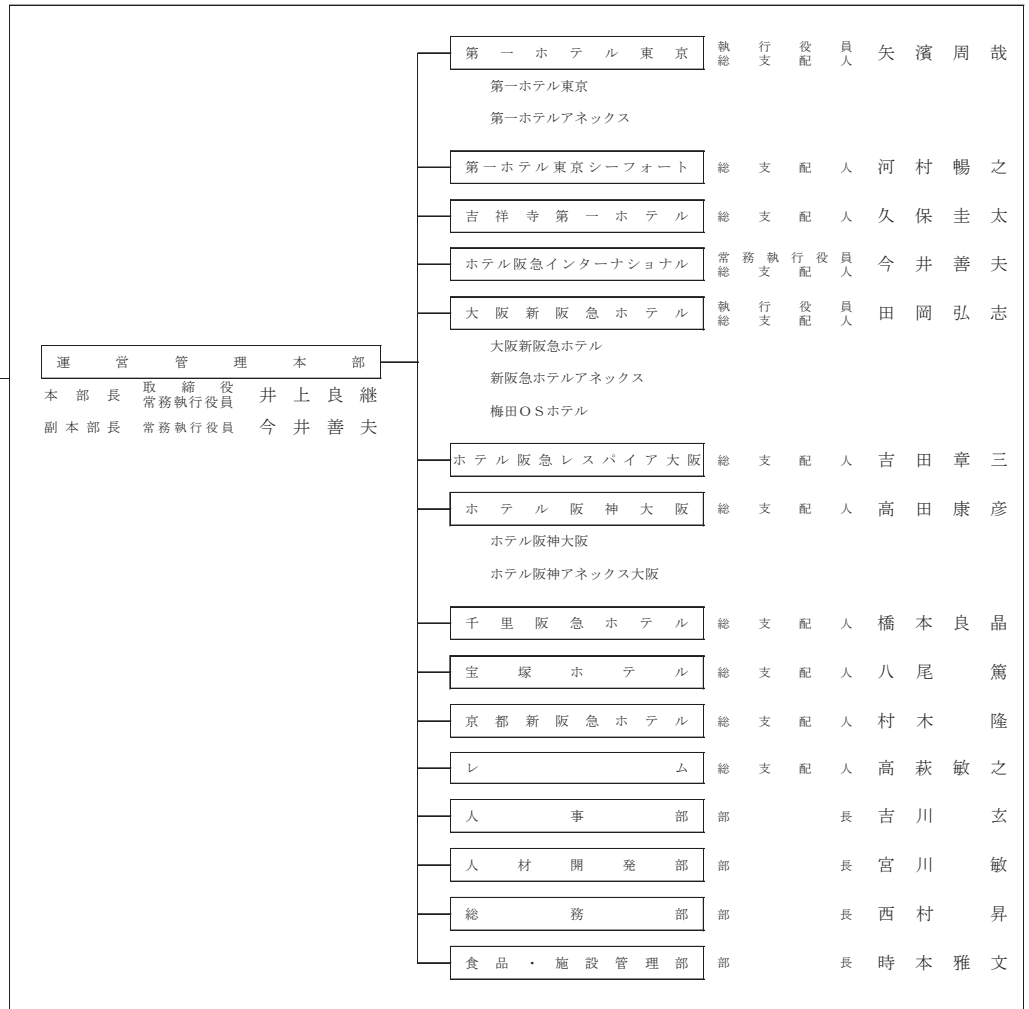 第一ホテル東京 執行役員 総支配人 矢濱周哉
第一ホテル東京
第一ホテルアネックス
第一ホテル東京シーフォート 総支配人 河村暢之
吉祥寺第一ホテル 総支配人 久保圭太
ホテル阪急インターナショナル 常務執行役員 総支配人 今井善夫
大阪新阪急ホテル 執行役員 総支配人 田岡弘志
大阪新阪急ホテル
新阪急ホテルアネックス
梅田OSホテル
運営管理本部
本部長 取締役 常務執行役員 井上良継
副本部長 常務執行役員 今井善夫
ホテル阪急レスパイア大阪 総支配人 吉田章三
ホテル阪神大阪 総支配人 高田康彦
ホテル阪神大阪
ホテル阪神アネックス大阪
千里阪急ホテル 総支配人 橋本良晶
宝塚ホテル 総支配人 八尾篤
京都新阪急ホテル 総支配人 村木隆
レム 総支配人 高萩敏之
人事部 部長 吉川玄
人材開発部 部長 宮川敏
総務部 部長 西村昇
食品・施設管理部 部長 時本雅文